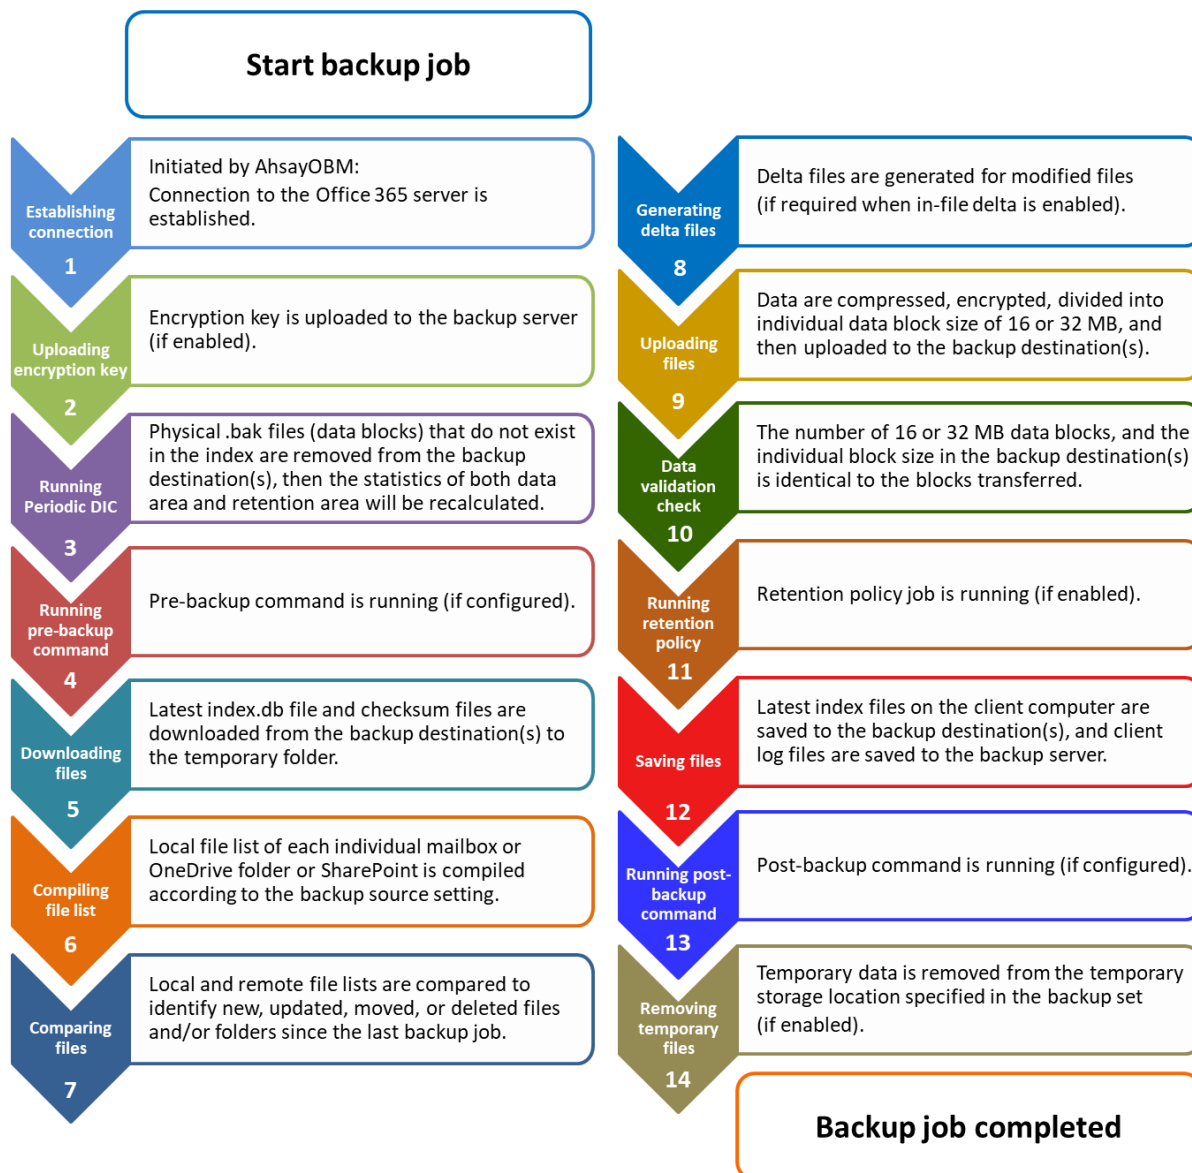 Start backup job
Establishing
connection
1
Initiated by AhsayOBM:
Connection to the Office 365 server is
established.
Uploading
encryption key
2
Encryption key is uploaded to the backup server
(if enabled).
Running
Periodic DIC
3
Physical .bak files (data blocks) that do not exist
in the index are removed from the backup
destination(s), then the statistics of both data
area and retention area will be recalculated.
Running
pre-backup
command
4
Pre-backup command is running (if configured).
Downloading
files
5
Latest index.db file and checksum files are
downloaded from the backup destination(s) to
the temporary folder.
Compiling
file list
6
Local file list of each individual mailbox or
OneDrive folder or SharePoint is compiled
according to the backup source setting.
Comparing
files
7
Local and remote file lists are compared to
identify new, updated, moved, or deleted files
and/or folders since the last backup job.
Generating
delta files
8
Delta files are generated for modified files
(if required when in-file delta is enabled).
Uploading
files
9
Data are compressed, encrypted, divided into
individual data block size of 16 or 32 MB, and
then uploaded to the backup destination(s).
Data
validation
check
10
The number of 16 or 32 MB data blocks, and the
individual block size in the backup destination(s)
is identical to the blocks transferred.
Running
retention
policy
11
Retention policy job is running (if enabled).
Saving files
12
Latest index files on the client computer are
saved to the backup destination(s), and client
log files are saved to the backup server.
Running post-
backup
command
13
Post-backup command is running (if configured).
Removing
temporary
files
14
Temporary data is removed from the temporary
storage location specified in the backup set
(if enabled).
Backup job completed